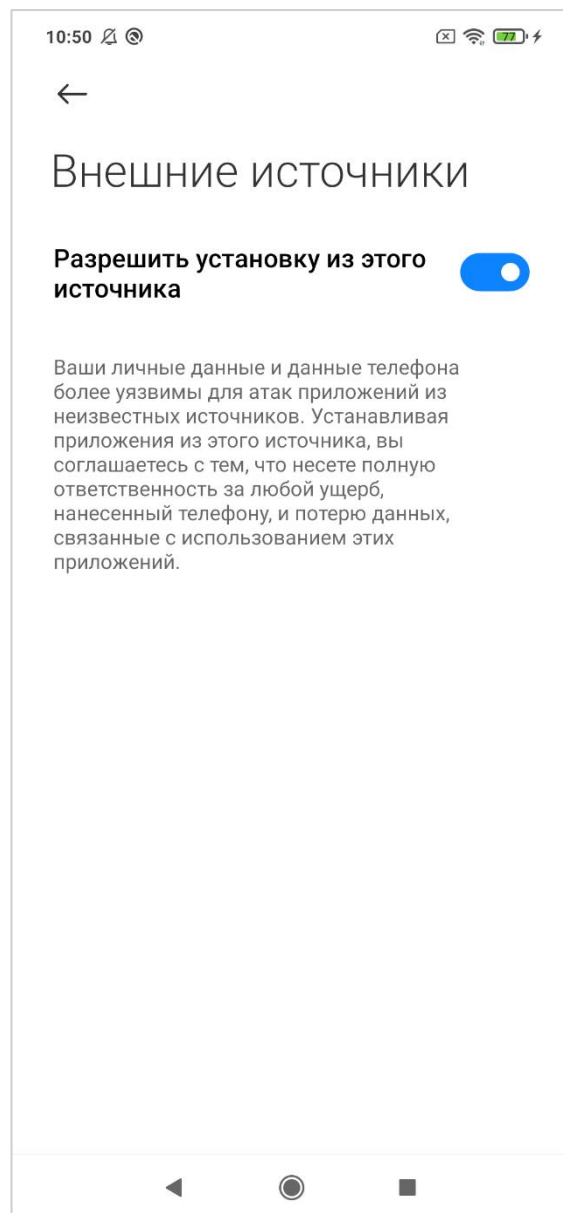 10:50
77
Внешние источники
Разрешить установку из этого
источника
Ваши личные данные и данные телефона
более уязвимы для атак приложений из
неизвестных источников. Устанавливая
приложения из этого источника, вы
соглашаетесь с тем, что несете полную
ответственность за любой ущерб,
нанесенный телефону, и потерю данных,
связанные с использованием этих
приложений.